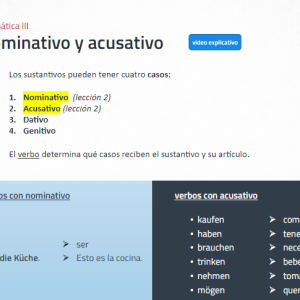 ática III
minativo y acusativo
video explicativo
Los sustantivos pueden tener cuatro casos:
1. Nominativo (lección 2)
2. Acusativo (lección 2)
3. Dativo
4. Genitivo
El verbo determina qué casos reciben el sustantivo y su artículo.
os con nominativo
➢ ser
die Küche. ➢ Esto es la cocina.
verbos con acusativo
• kaufen ➢ com
• haben ➢ tene
• brauchen ➢ nece
• trinken ➢ bebe
• nehmen ➢ toma
• mögen ➢ quer